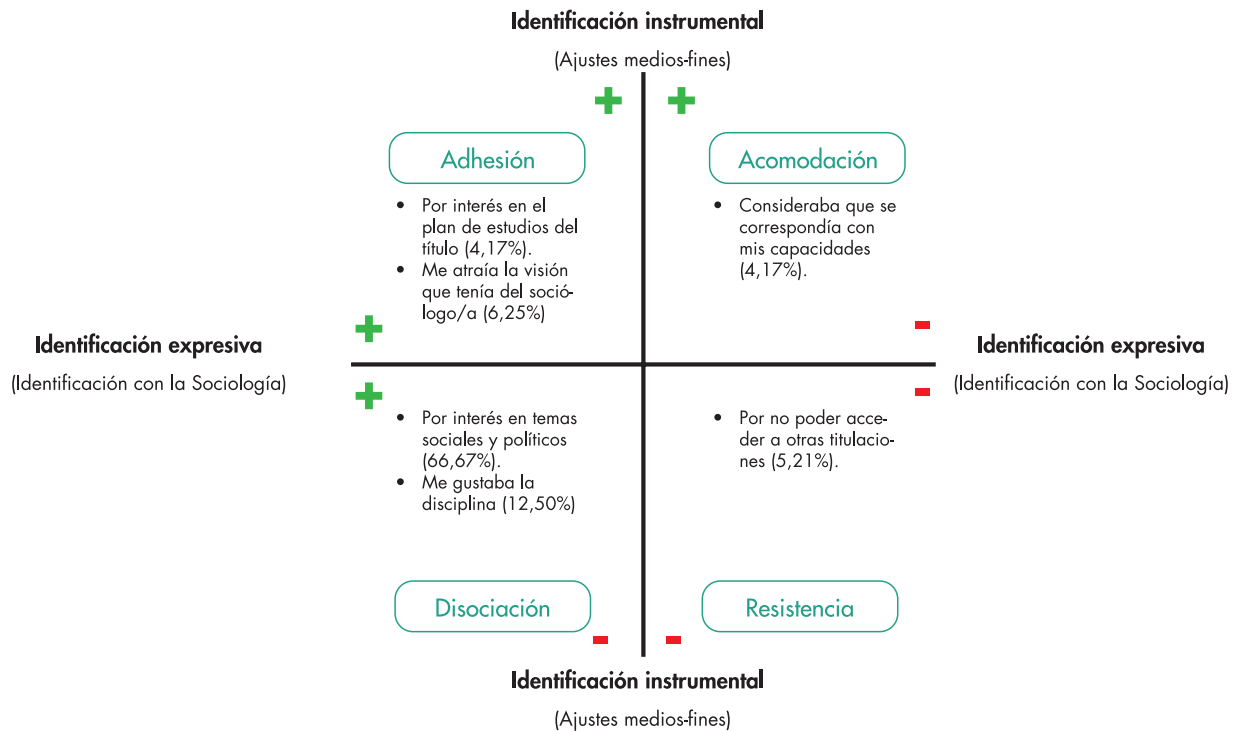 Identificación instrumental
(Ajustes medios-fines)
+ +
Adhesión
• Por interés en el
plan de estudios del
título (4,17%).
• Me atraía la visión
que tenía del soció-
logo/a (6,25%)
+
Acomodación
• Consideraba que se
correspondía con
mis capacidades
(4,17%).
-
Identificación expresiva
(Identificación con la Sociología)
Identificación expresiva
(Identificación con la Sociología)
+
• Por interés en temas
sociales y políticos
(66,67%).
• Me gustaba la
disciplina (12,50%)
Disociación
-
-
• Por no poder acce-
der a otras titulacio-
nes (5,21%).
Resistencia
-
Identificación instrumental
(Ajustes medios-fines)